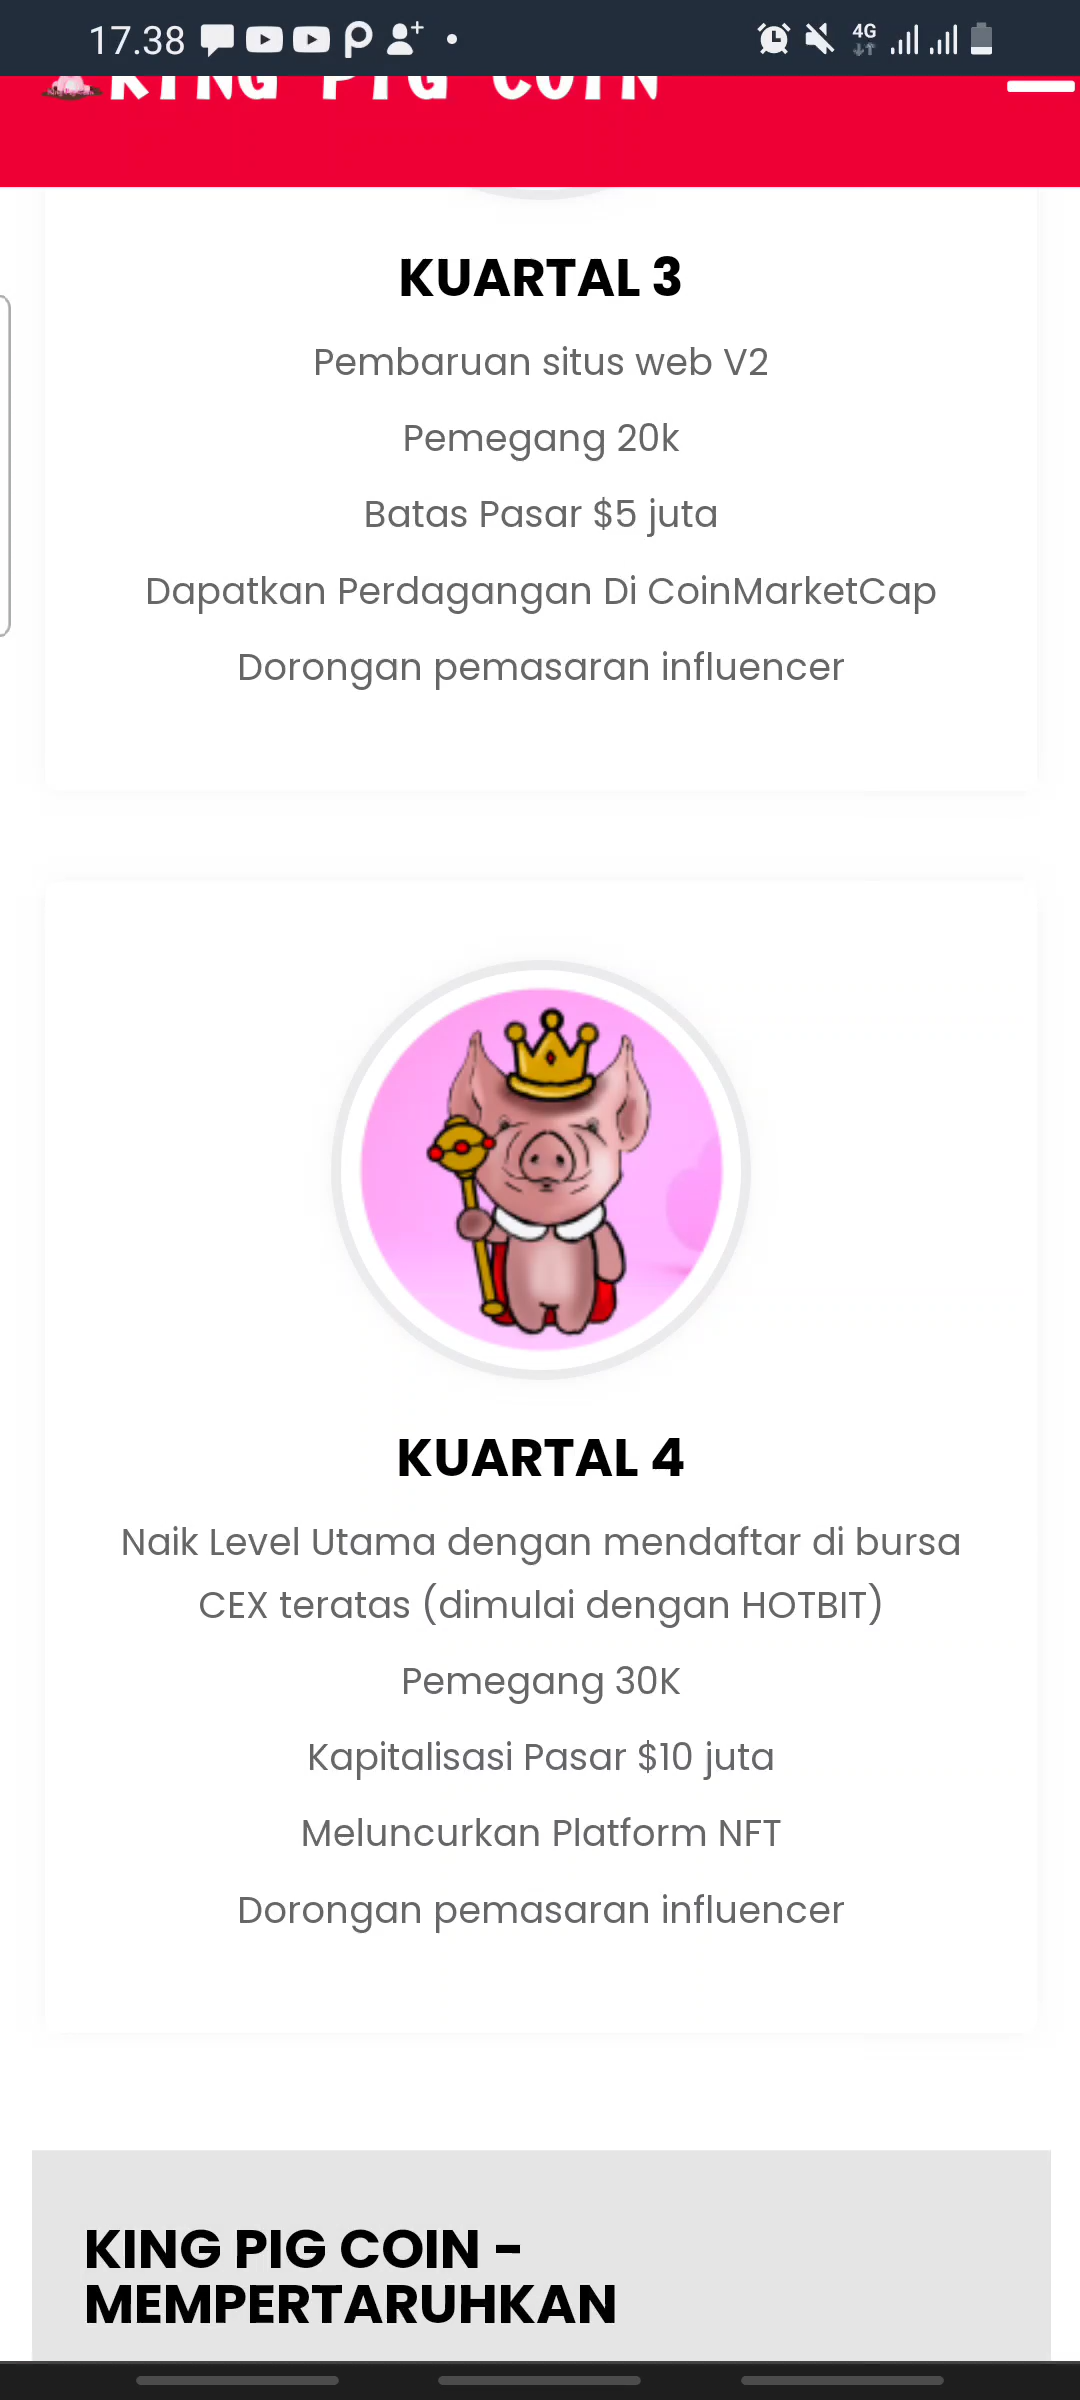 17.38
4G
KING PIG COIN
KUARTAL 3
Pembaruan situs web V2
Pemegang 20k
Batas Pasar $5 juta
Dapatkan Perdagangan Di CoinMarketCap
Dorongan pemasaran influencer
KUARTAL 4
Naik Level Utama dengan mendaftar di bursa
CEX teratas (dimulai dengan HOTBIT)
Pemegang 30K
Kapitalisasi Pasar $10 juta
Meluncurkan Platform NFT
Dorongan pemasaran influencer
KING PIG COIN -
MEMPERTARUHKAN